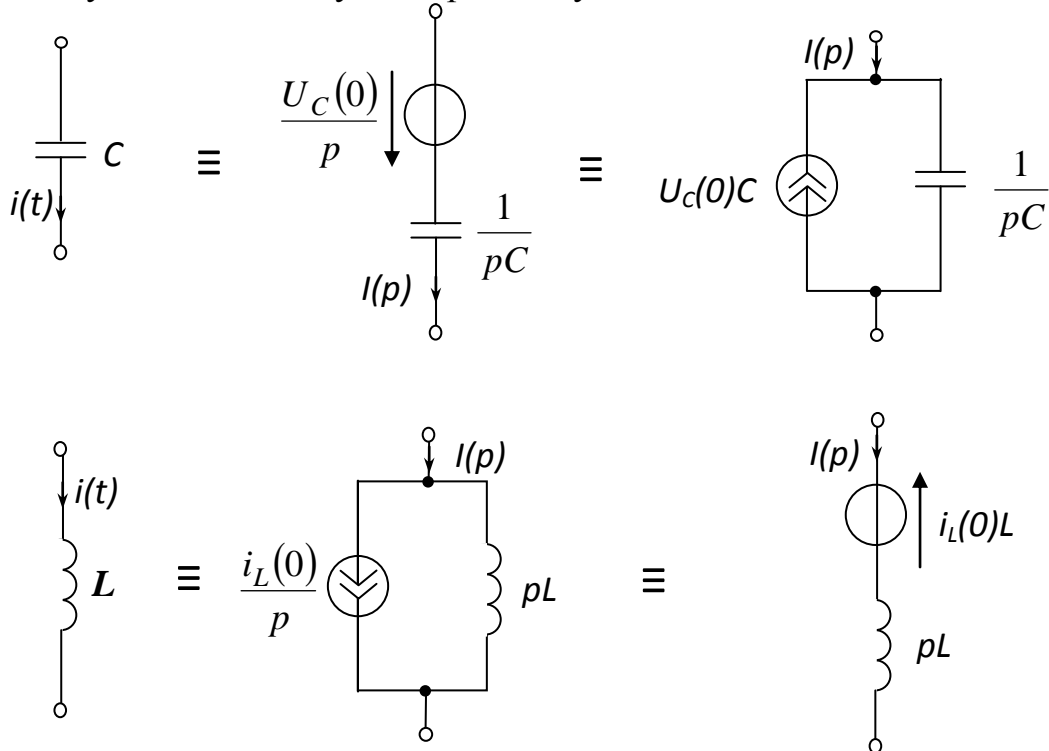 C
i(t)
≡
U_C(0)/p
1/pC
I(p)
≡
I(p)
U_C(0)C
1/pC
i(t)
L
≡
i_L(0)/p
I(p)
pL
≡
I(p)
i_L(0)L
pL